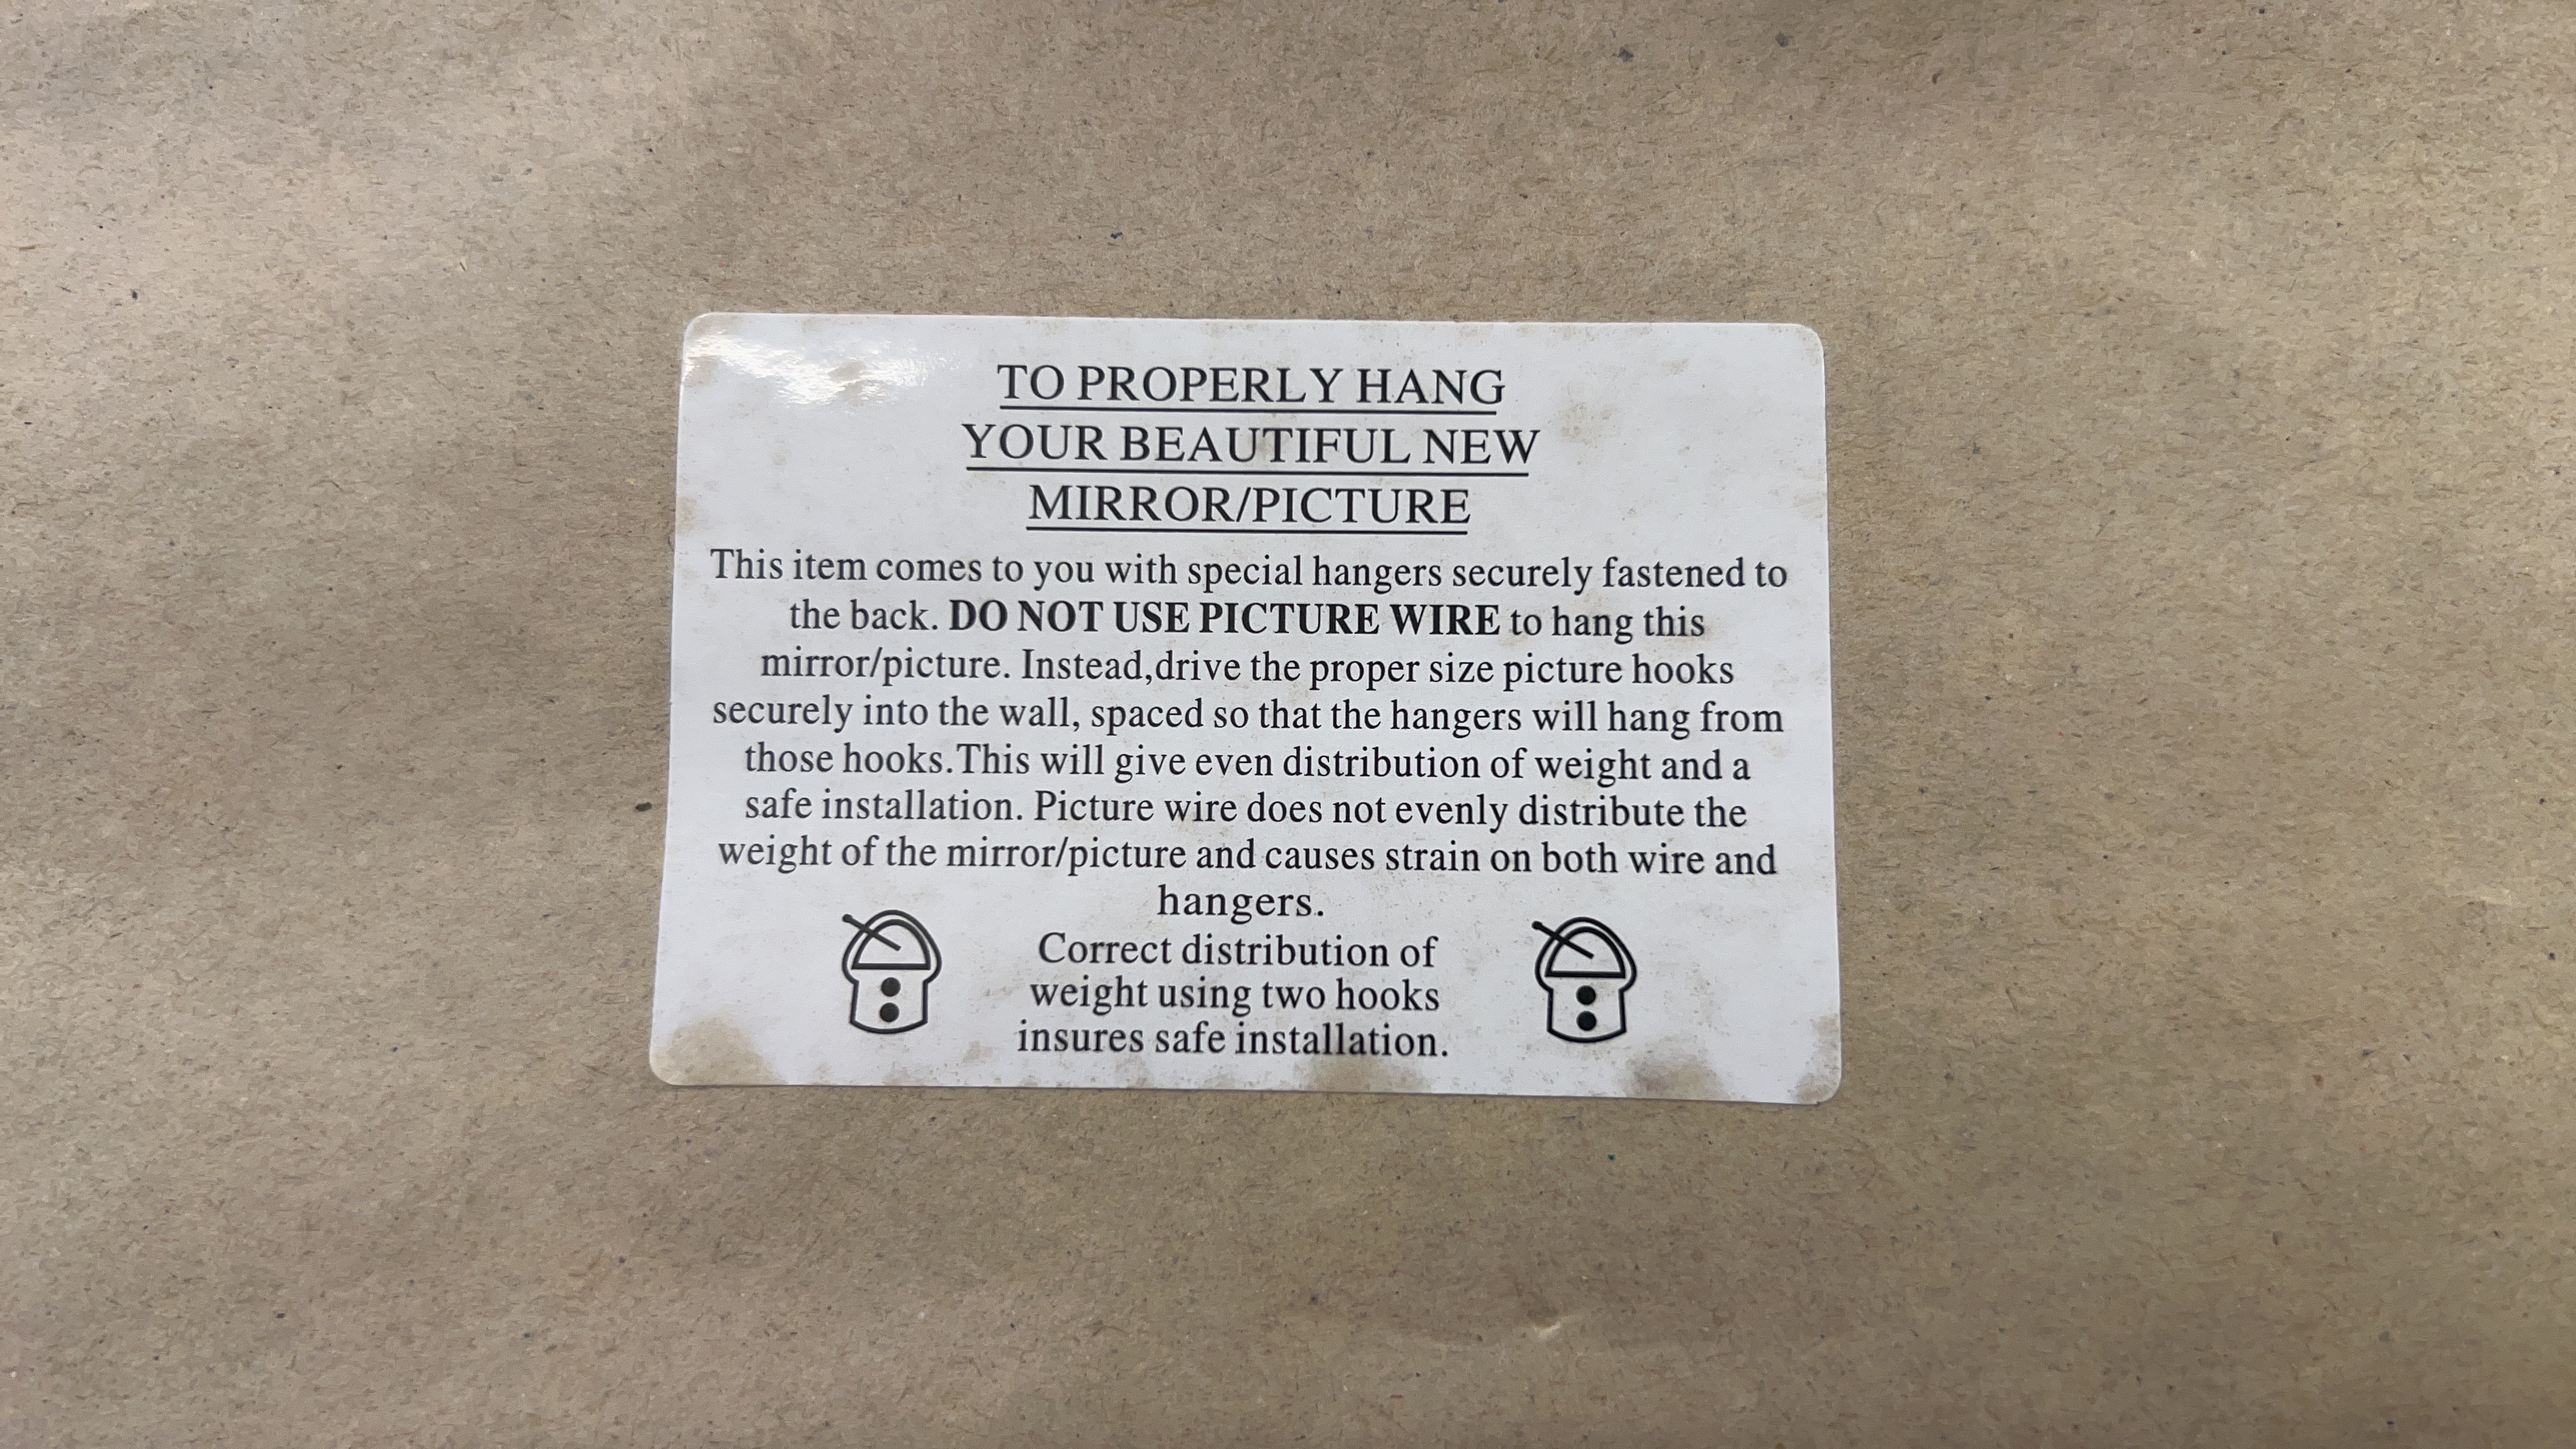 TO PROPERLY HANG
YOUR BEAUTIFUL NEW
MIRROR/PICTURE
This item comes to you with special hangers securely fastened to
the back. DO NOT USE PICTURE WIRE to hang this
mirror/picture. Instead,drive the proper size picture hooks
securely into the wall, spaced so that the hangers will hang from
those hooks.This will give even distribution of weight and a
safe installation. Picture wire does not evenly distribute the
weight of the mirror/picture and causes strain on both wire and
hangers.
Correct distribution of
weight using two hooks
insures safe installation.